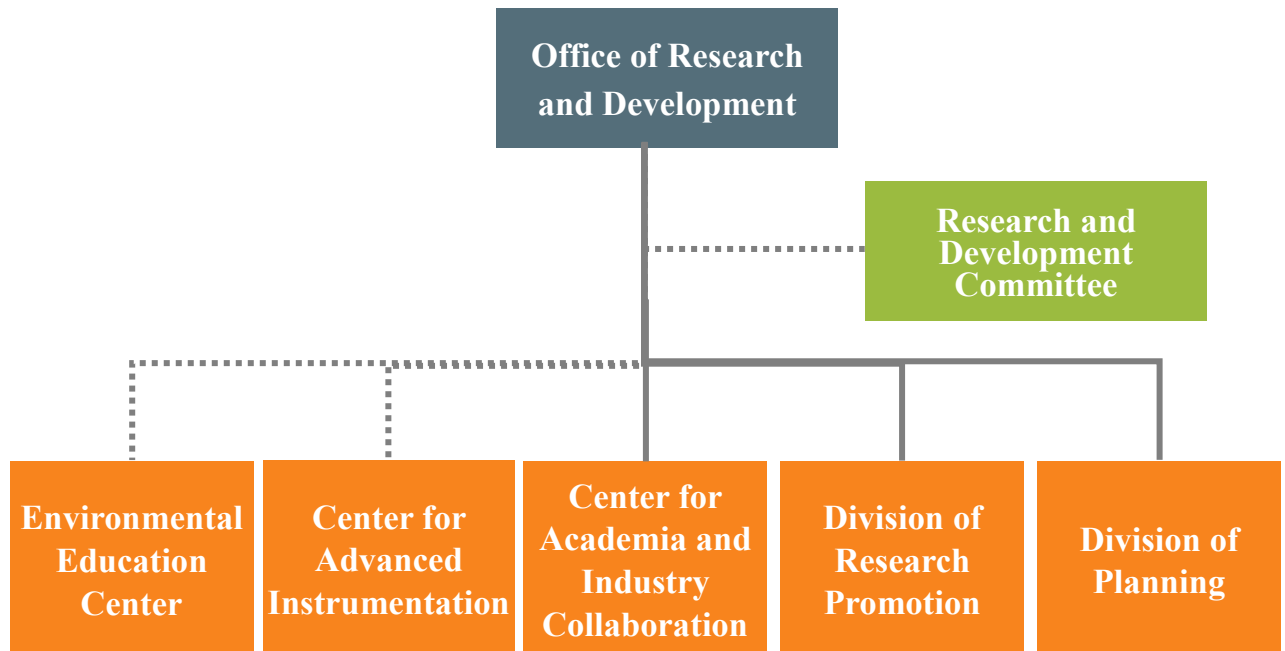 Office of Research
and Development
Research and
Development
Committee
Environmental
Education
Center
Center for
Advanced
Instrumentation
Center for
Academia and
Industry
Collaboration
Division of
Research
Promotion
Division of
Planning